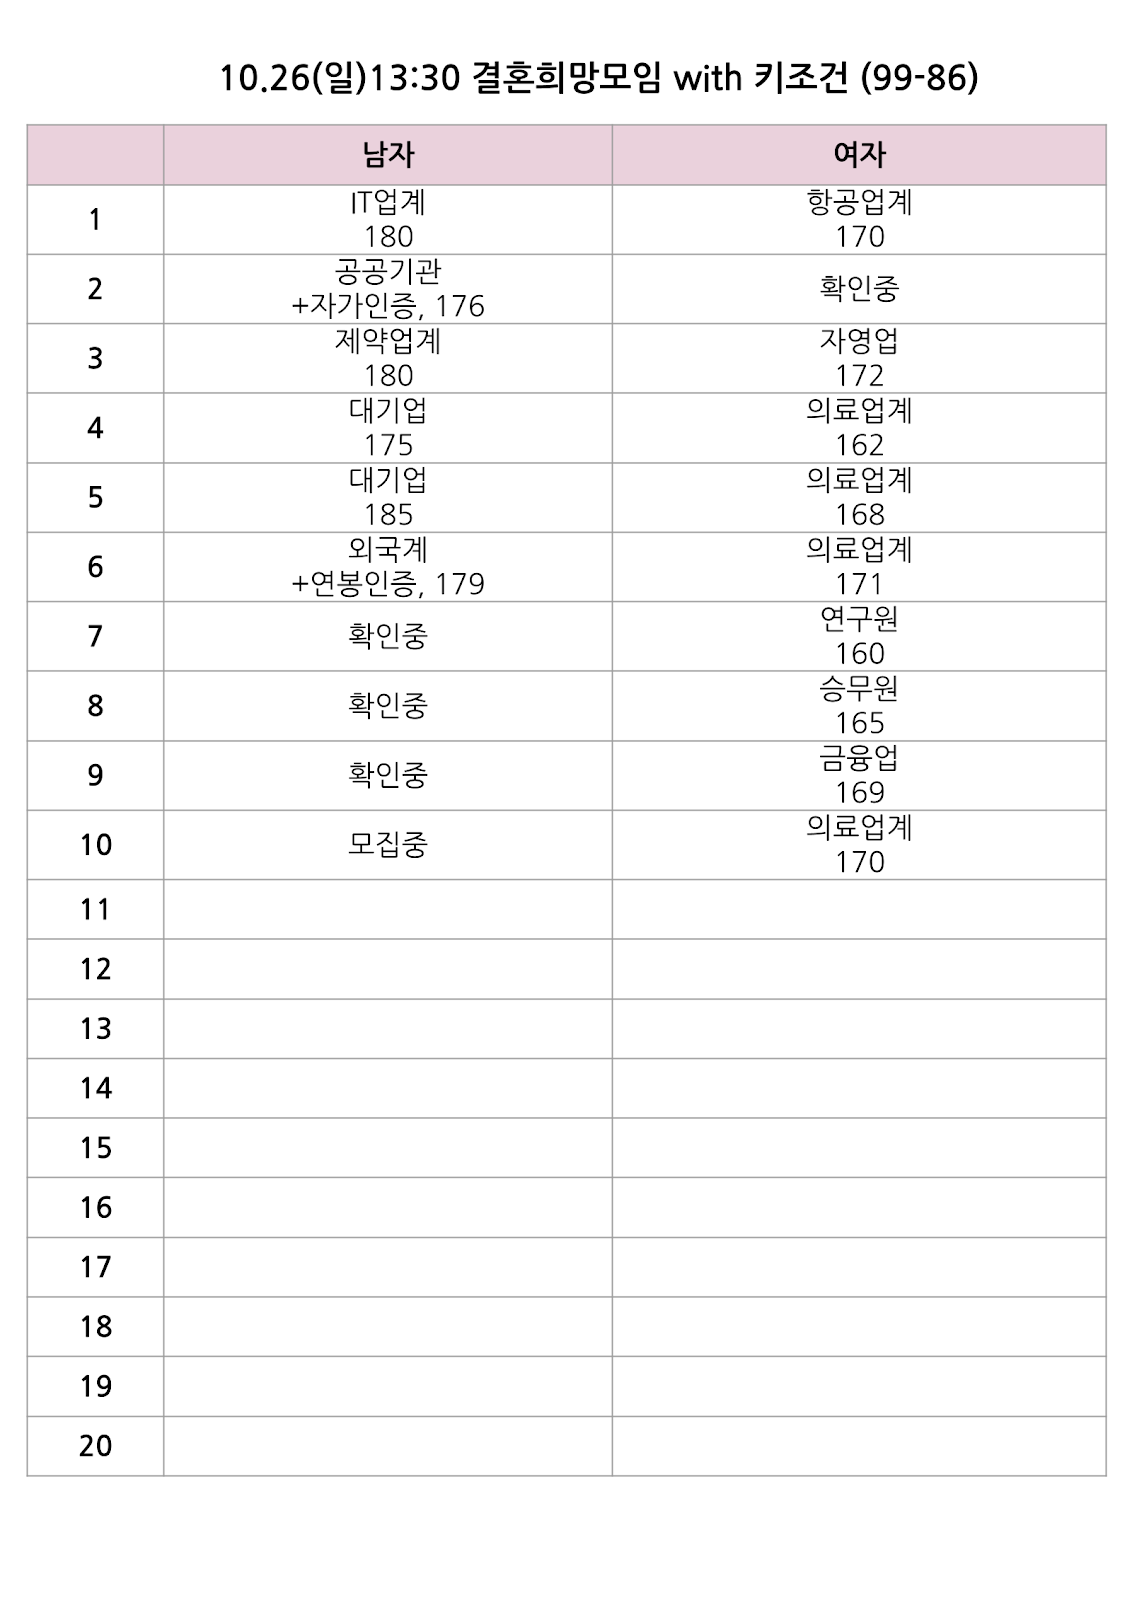 10.26(일)13:30 결혼희망모임 with 키조건 (99-86)
남자 여자
1 IT업계 항공업계
180 170
2 공공기관 확인중
+자가인증, 176
3 제약업계 자영업
180 172
4 대기업 의료업계
175 162
5 대기업 의료업계
185 168
6 외국계 의료업계
+연봉인증, 179 171
7 확인중 연구원
160
8 확인중 승무원
165
9 확인중 금융업
169
10 모집중 의료업계
170
11
12
13
14
15
16
17
18
19
20